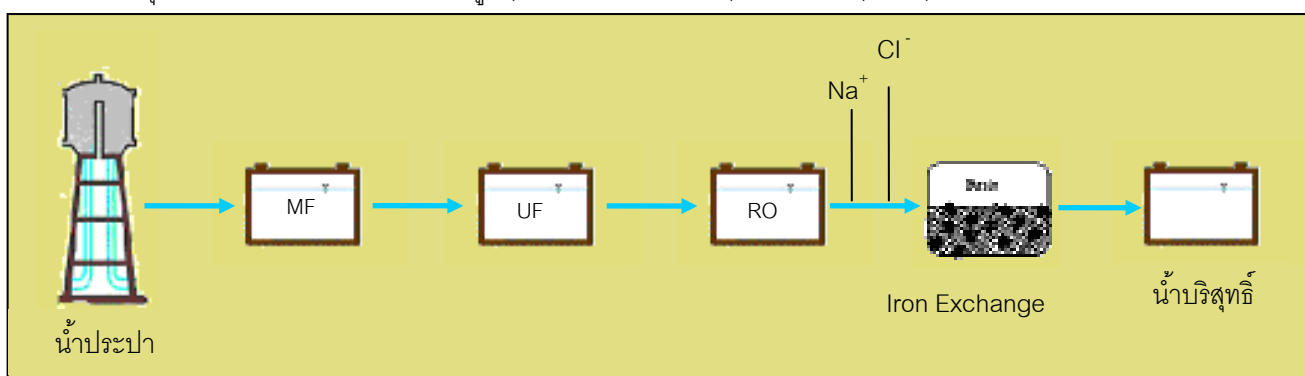 น้ำประปา
MF
UF
RO
Na+
Cl-
Resin
Iron Exchange
น้ำบริสุทธิ์